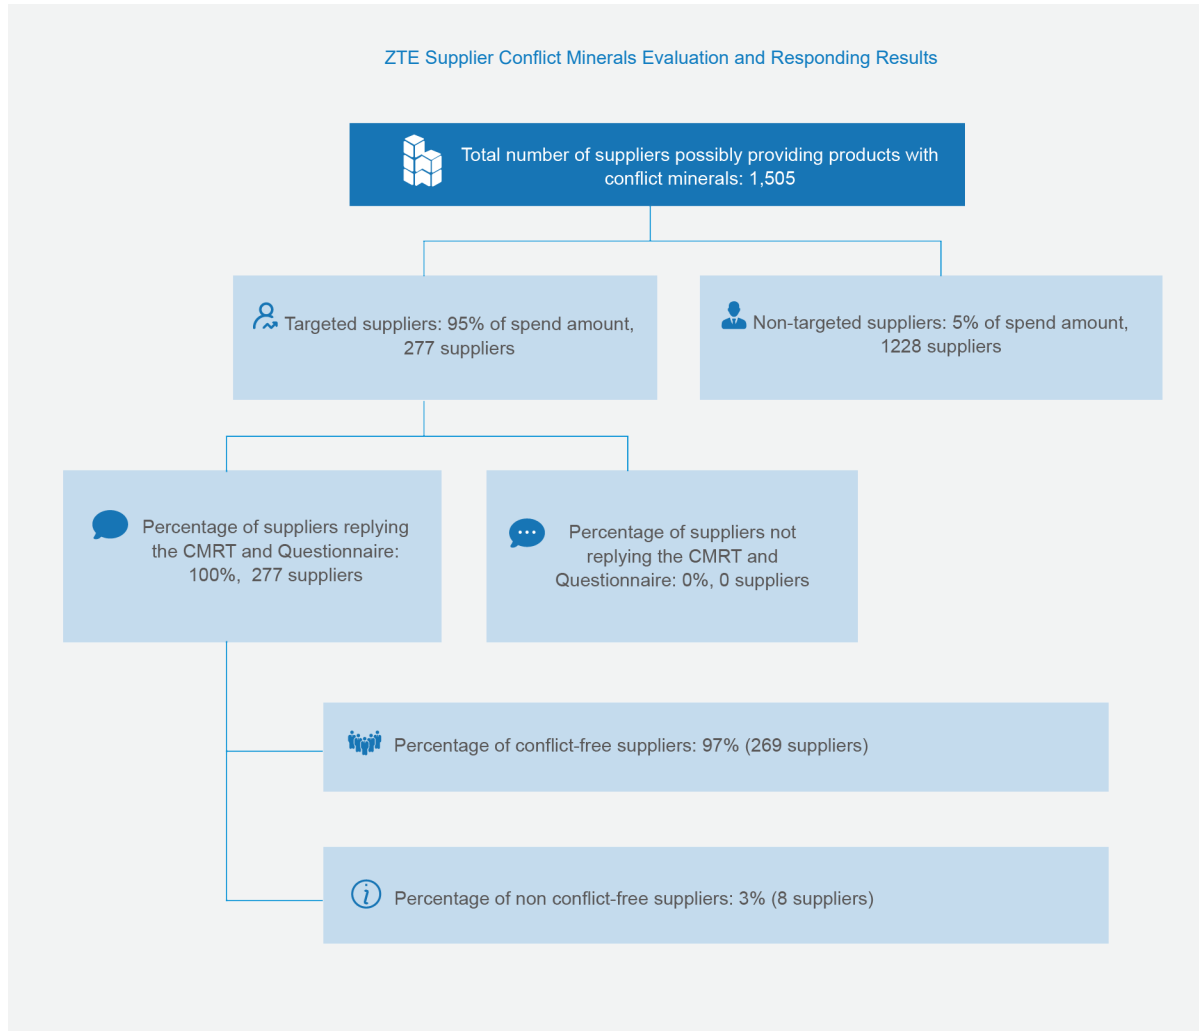 ZTE Supplier Conflict Minerals Evaluation and Responding Results
Total number of suppliers possibly providing products with
conflict minerals: 1,505
Targeted suppliers: 95% of spend amount,
277 suppliers
Non-targeted suppliers: 5% of spend amount,
1228 suppliers
Percentage of suppliers replying
the CMRT and Questionnaire:
100%, 277 suppliers
Percentage of suppliers not
replying the CMRT and
Questionnaire: 0%, 0 suppliers
Percentage of conflict-free suppliers: 97% (269 suppliers)
Percentage of non conflict-free suppliers: 3% (8 suppliers)